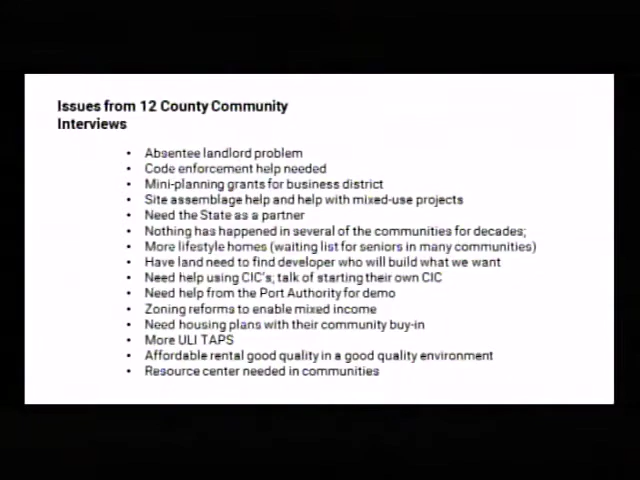 Issues from 12 County Community
Interviews
• Absentee landlord problem
• Code enforcement help needed
• Mini-planning grants for business district
• Site assemblage help and help with mixed-use projects
• Need the State as a partner
• Nothing has happened in several of the communities for decades;
• More lifestyle homes (waiting list for seniors in many communities)
• Have land need to find developer who will build what we want
• Need help using CIC's; talk of starting their own CIC
• Need help from the Port Authority for demo
• Zoning reforms to enable mixed income
• Need housing plans with their community buy-in
• More ULI TAPS
• Affordable rental good quality in a good quality environment
• Resource center needed in communities